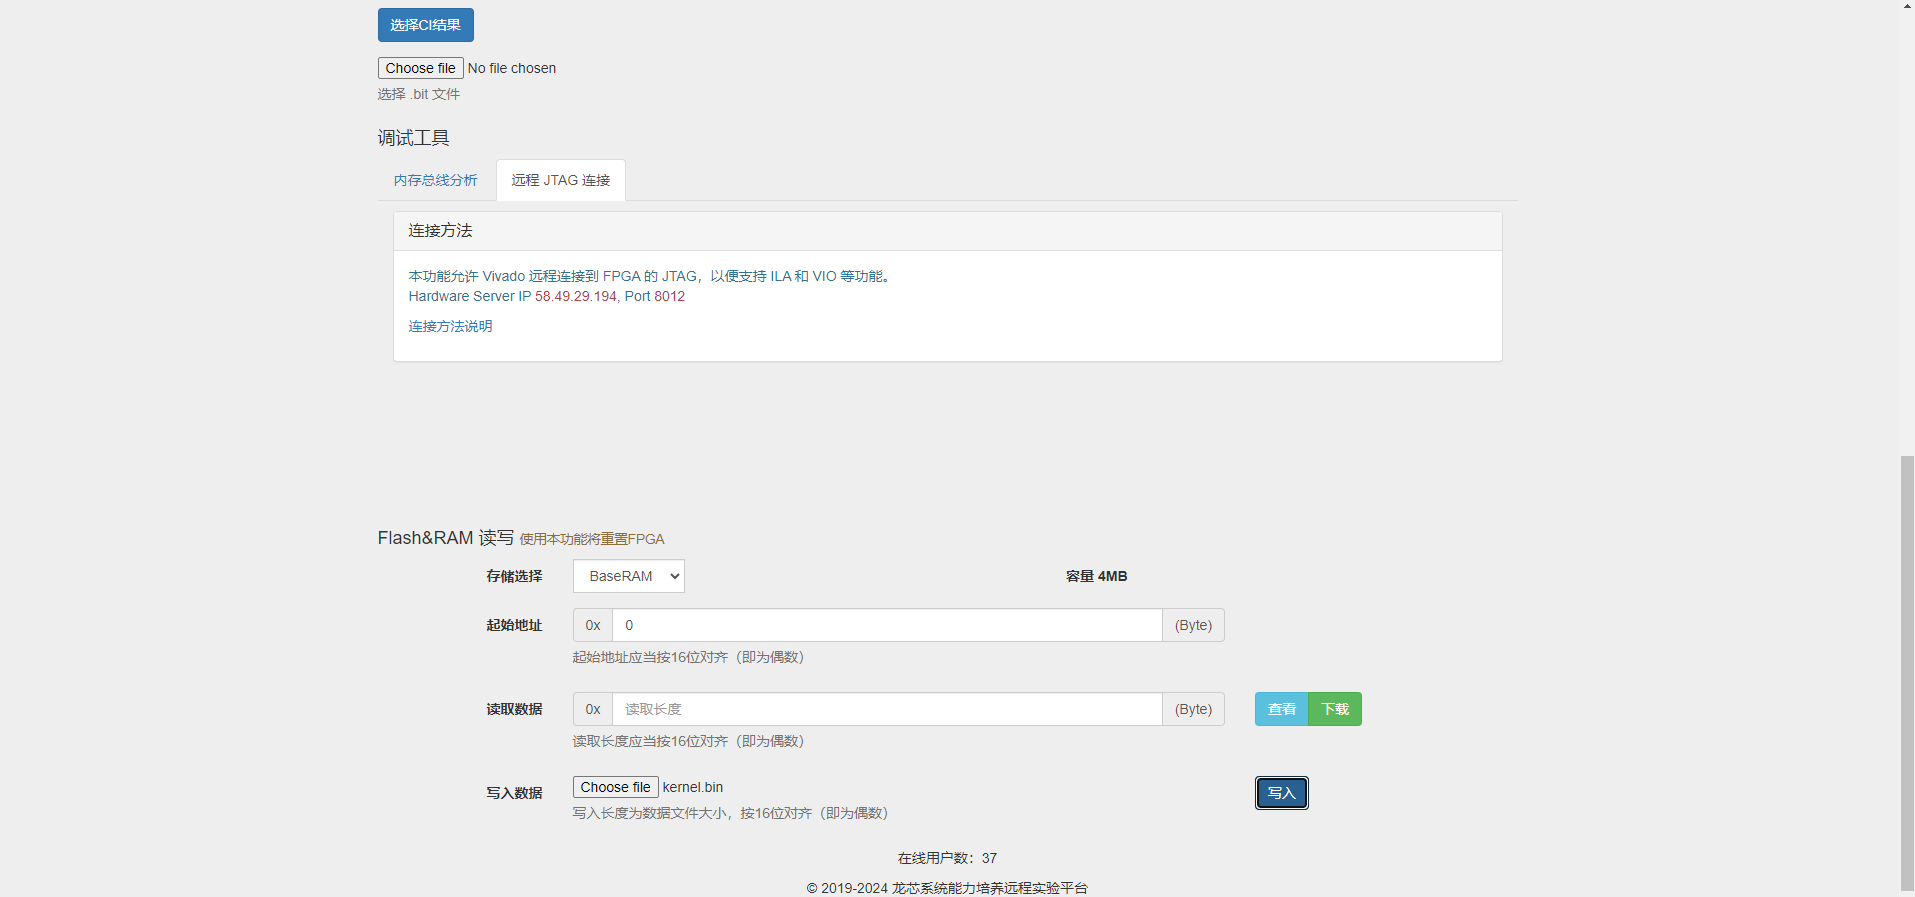 选择CI结果
Choose file No file chosen
选择 .bit 文件
调试工具
内存总线分析 远程 JTAG 连接
连接方法
本功能允许 Vivado 远程连接到 FPGA 的 JTAG，以便支持 ILA 和 VIO 等功能。
Hardware Server IP 58.49.29.194, Port 8012
连接方法说明
Flash&RAM 读写 使用本功能将重置FPGA
存储选择 BaseRAM 容量 4MB
起始地址 0x 0 (Byte)
起始地址应当按16位对齐（即为偶数）
读取数据 0x 读取长度 (Byte) 查看 下载
读取长度应当按16位对齐（即为偶数）
写入数据 Choose file kernel.bin 写入
写入长度为数据文件大小，按16位对齐（即为偶数）
在线用户数：37
© 2019-2024 龙芯系统能力培养远程实验平台